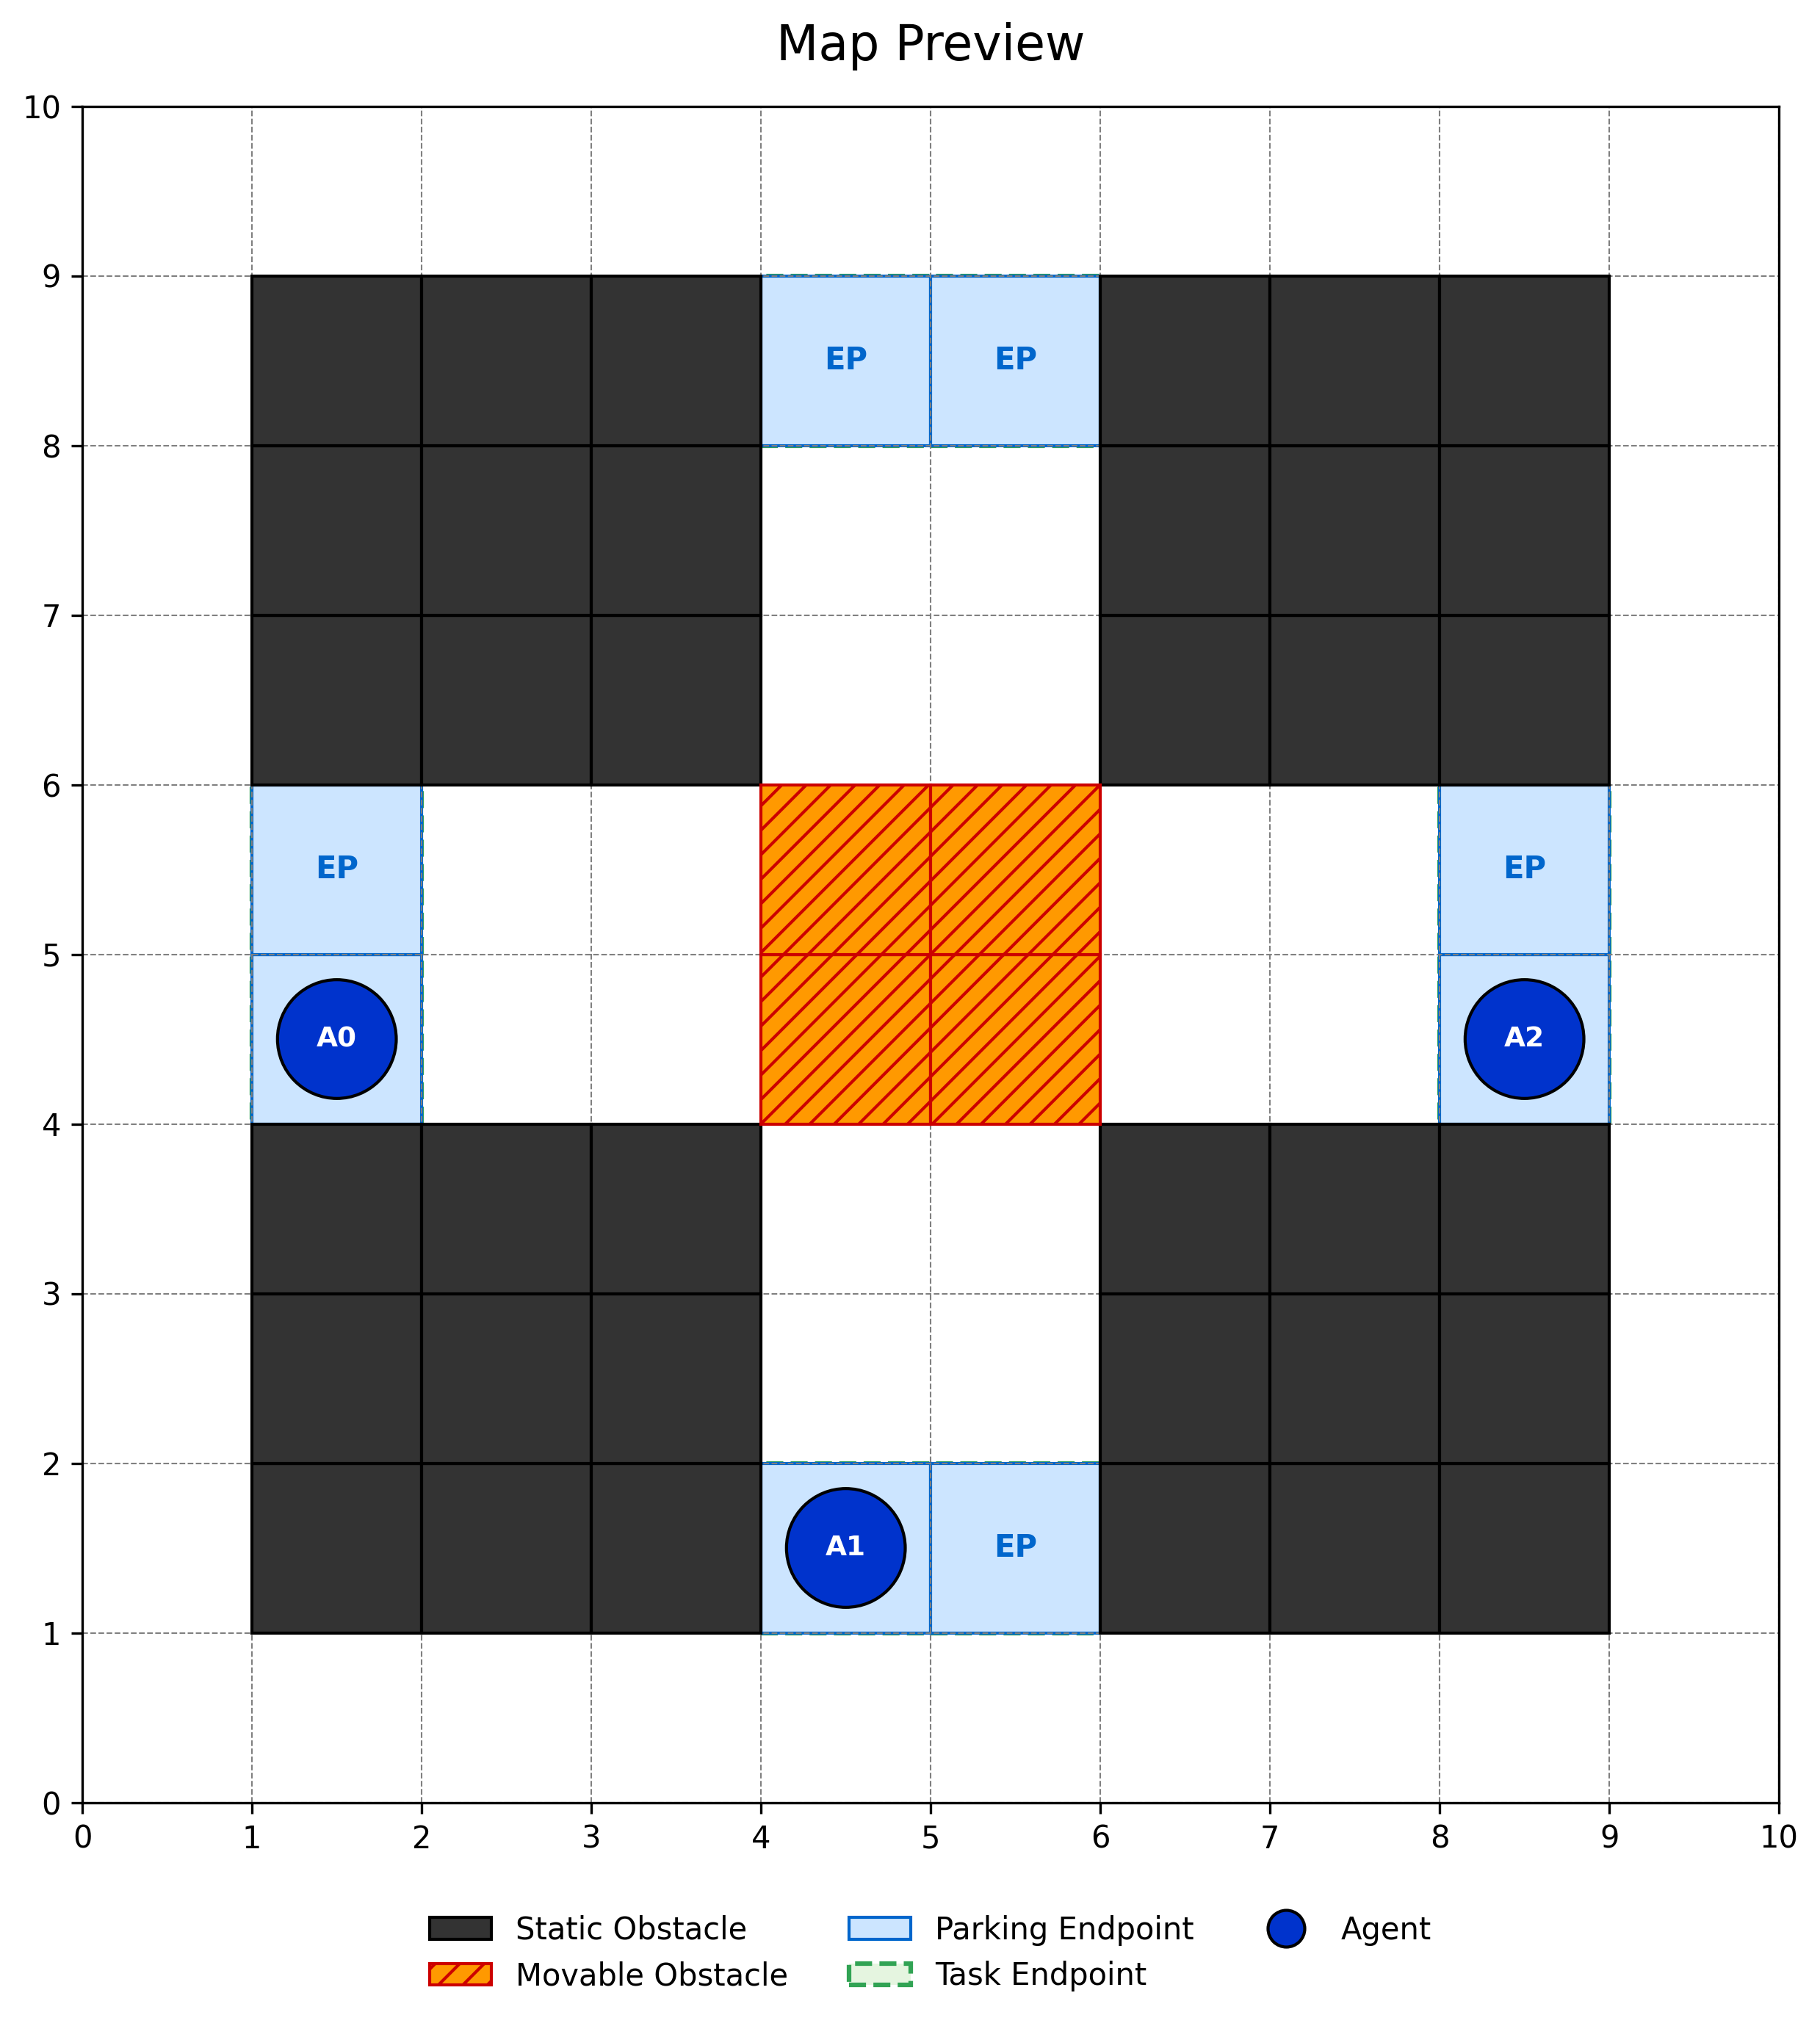 Map Preview
10
9
EP EP
8
7
6
EP EP
5
A0 A2
4
3
2
A1 EP
1
0
0 1 2 3 4 5 6 7 8 9 10
Static Obstacle Parking Endpoint Agent
Movable Obstacle Task Endpoint